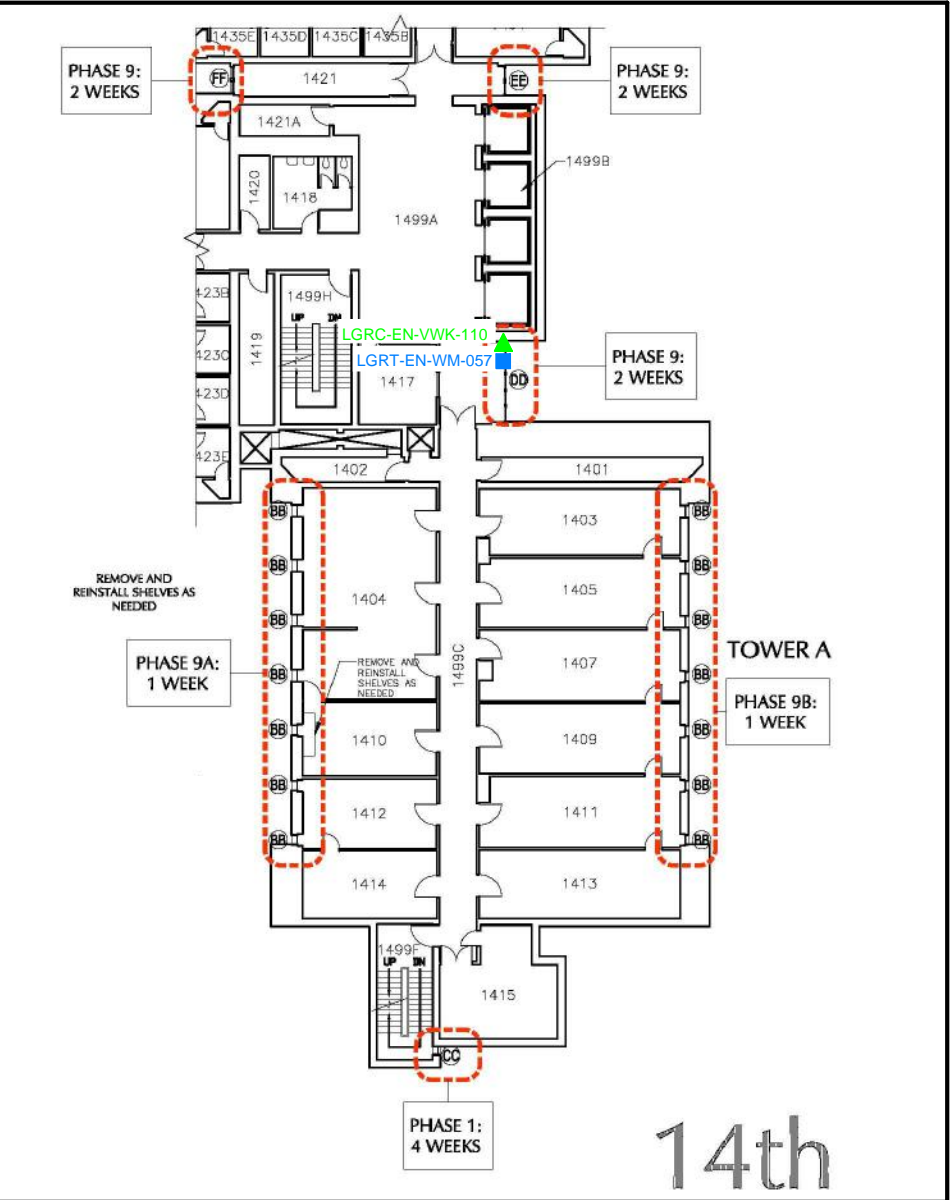 1435E
1435D
1435C
1435B
PHASE 9:
2 WEEKS
FF
1421
EE
PHASE 9:
2 WEEKS
1421A
1499B
1420
1418
1499A
1423B
1499H
UP
DN
LGRC-EN-VWK-110
LGRT-EN-WM-057
1423C
1419
1417
DD
PHASE 9:
2 WEEKS
1423D
1423E
1402
1401
BB
1403
BB
BB
1405
BB
REMOVE AND
REINSTALL SHELVES AS
NEEDED
1404
BB
BB
TOWER A
PHASE 9A:
1 WEEK
BB
REMOVE AND
REINSTALL
SHELVES AS
NEEDED
1499C
1407
BB
PHASE 9B:
1 WEEK
BB
1410
1409
BB
BB
1412
1411
BB
BB
BB
1414
1413
1499F
UP
DN
1415
CC
PHASE 1:
4 WEEKS
14th